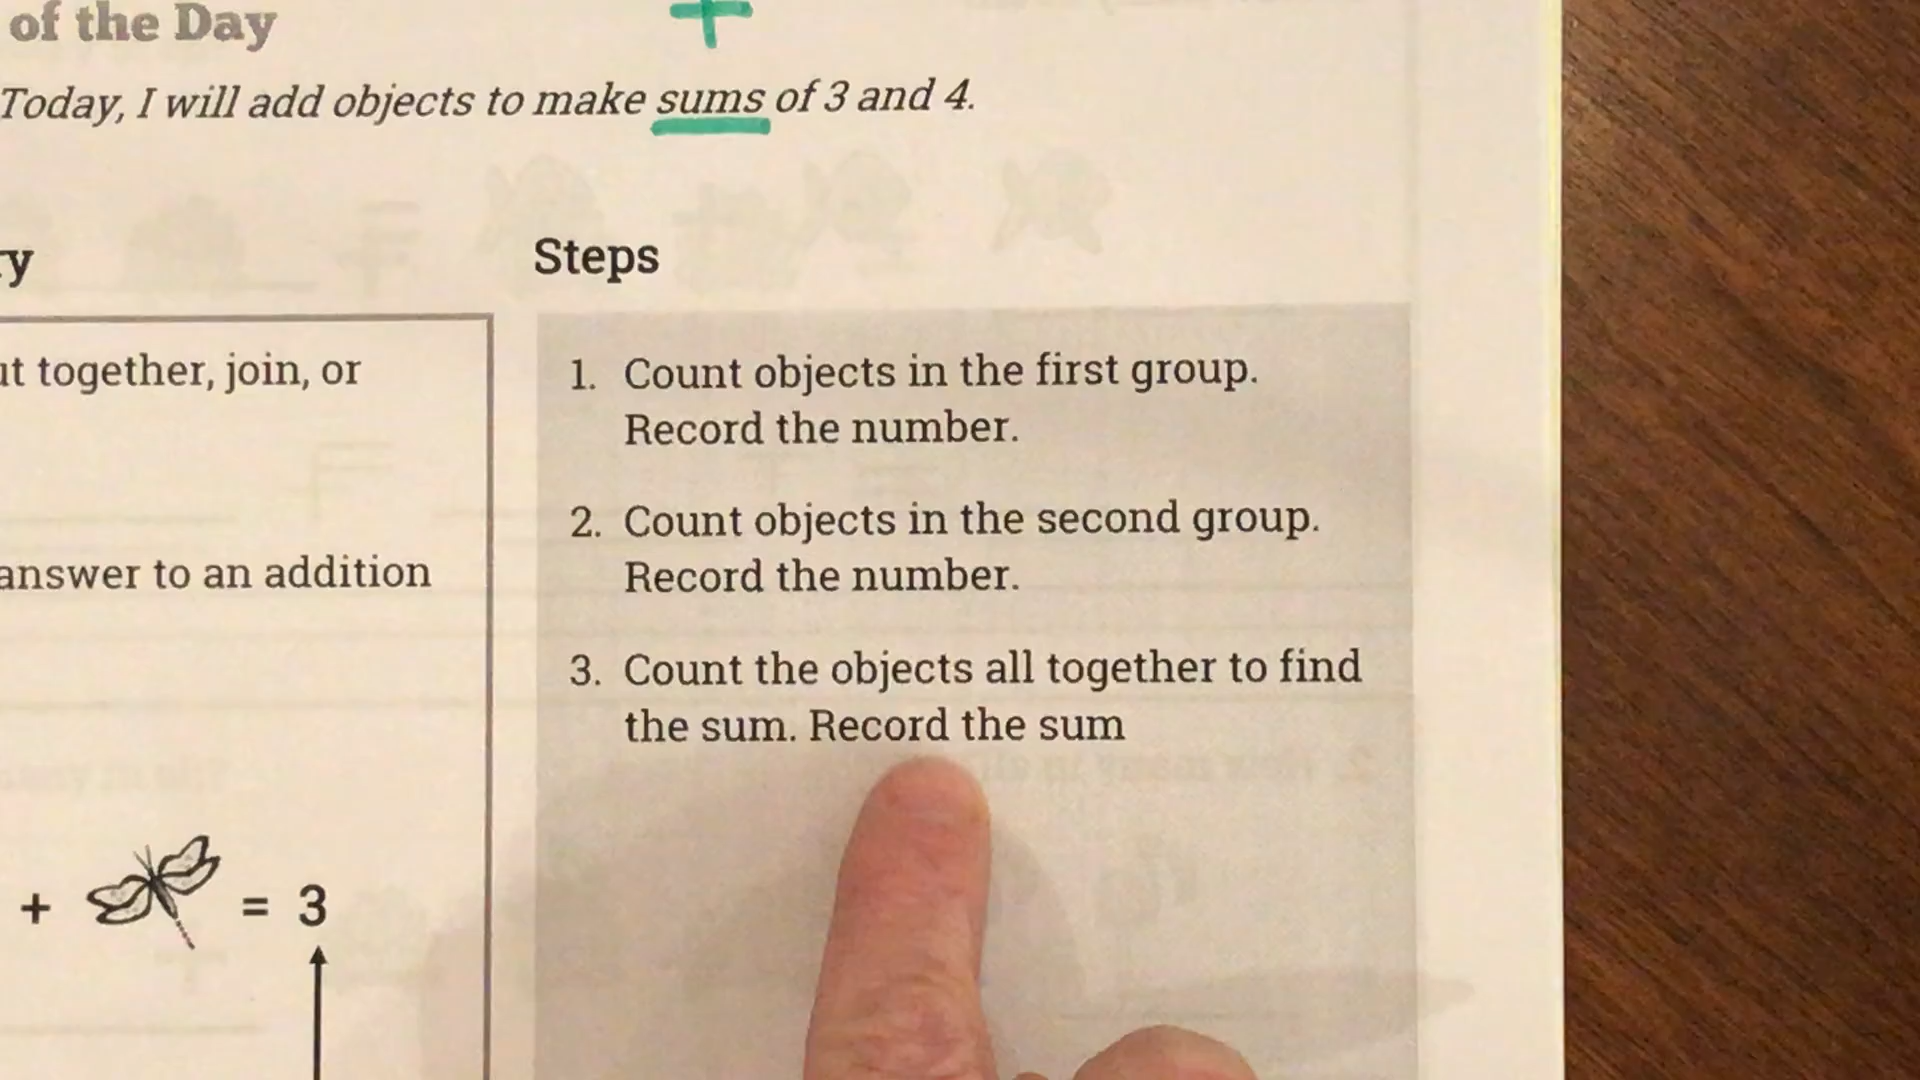 of the Day
+
Today, I will add objects to make sums of 3 and 4.
Steps
together, join, or
answer to an addition
+ = 3
1. Count objects in the first group.
Record the number.
2. Count objects in the second group.
Record the number.
3. Count the objects all together to find
the sum. Record the sum